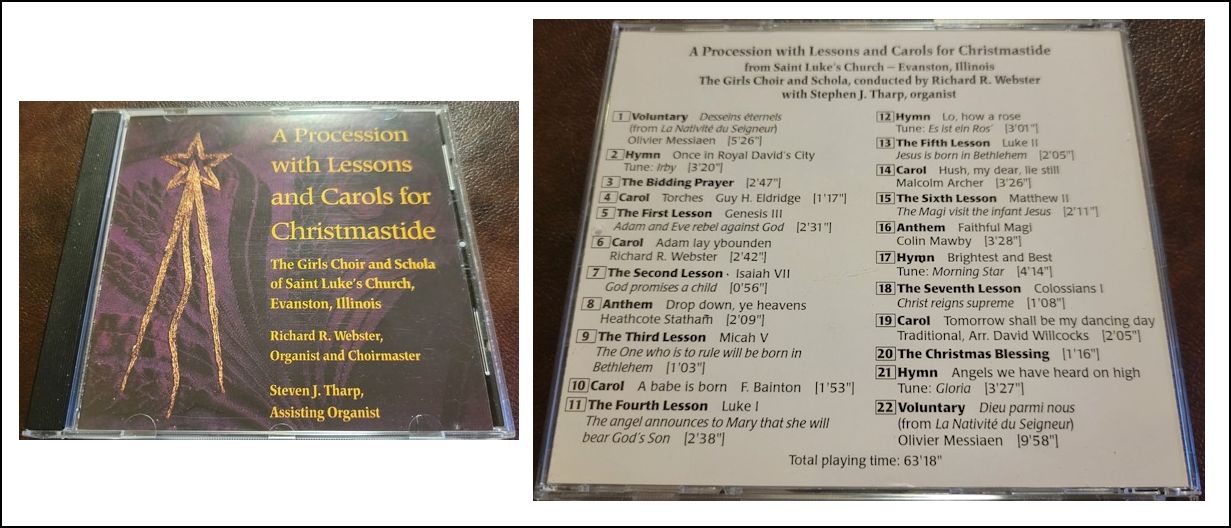 A Procession
with Lessons
and Carols for
Christmastide
The Girls Choir and Schola
of Saint Luke's Church,
Evanston, Illinois
Richard R. Webster,
Organist and Choirmaster
Steven J. Tharp,
Assisting Organist
A Procession with Lessons and Carols for Christmastide
from Saint Luke's Church – Evanston, Illinois
The Girls Choir and Schola, conducted by Richard R. Webster
with Stephen J. Tharp, organist
1 Voluntary Desseins éternels
(from La Nativité du Seigneur)
Olivier Messiaen [5'26"]
2 Hymn Once in Royal David's City
Tune: Irby [3'20"]
3 The Bidding Prayer [2'47"]
4 Carol Torches Guy H. Eldridge [1'17"]
5 The First Lesson Genesis III
Adam and Eve rebel against God [2'31"]
6 Carol Adam lay ybounden
Richard R. Webster [2'42"]
7 The Second Lesson · Isaiah VII
God promises a child [0'56"]
8 Anthem Drop down, ye heavens
Heathcote Statham [2'09"]
9 The Third Lesson Micah V
The One who is to rule will be born in
Bethlehem [1'03"]
10 Carol A babe is born F. Bainton [1'53"]
11 The Fourth Lesson Luke I
The angel announces to Mary that she will
bear God's Son [2'38"]
12 Hymn Lo, how a rose
Tune: Es ist ein Ros' [3'01"]
13 The Fifth Lesson Luke II
Jesus is born in Bethlehem [2'05"]
14 Carol Hush, my dear, lie still
Malcolm Archer [3'26"]
15 The Sixth Lesson Matthew II
The Magi visit the infant Jesus [2'11"]
16 Anthem Faithful Magi
Colin Mawby [3'28"]
17 Hymn Brightest and Best
Tune: Morning Star [4'14"]
18 The Seventh Lesson Colossians I
Christ reigns supreme [1'08"]
19 Carol Tomorrow shall be my dancing day
Traditional, Arr. David Willcocks [2'05"]
20 The Christmas Blessing [1'16"]
21 Hymn Angels we have heard on high
Tune: Gloria [3'27"]
22 Voluntary Dieu parmi nous
(from La Nativité du Seigneur)
Olivier Messiaen [9'58"]
Total playing time: 63'18"